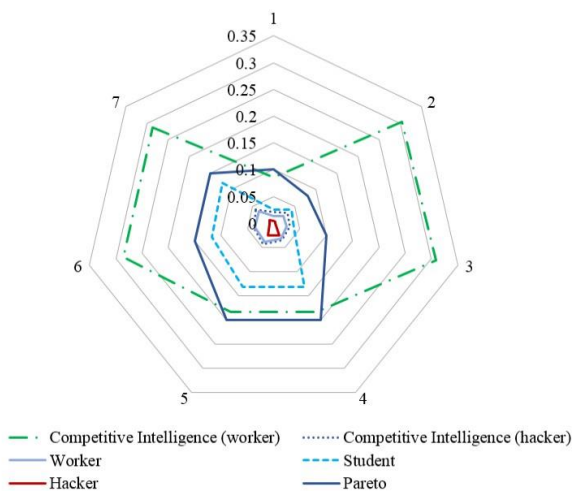 1
0.35
0.3
7
2
0.25
0.2
0.15
0.1
0.05
0
6
3
5
4
Competitive Intelligence (worker)
Competitive Intelligence (hacker)
Worker
Student
Hacker
Pareto